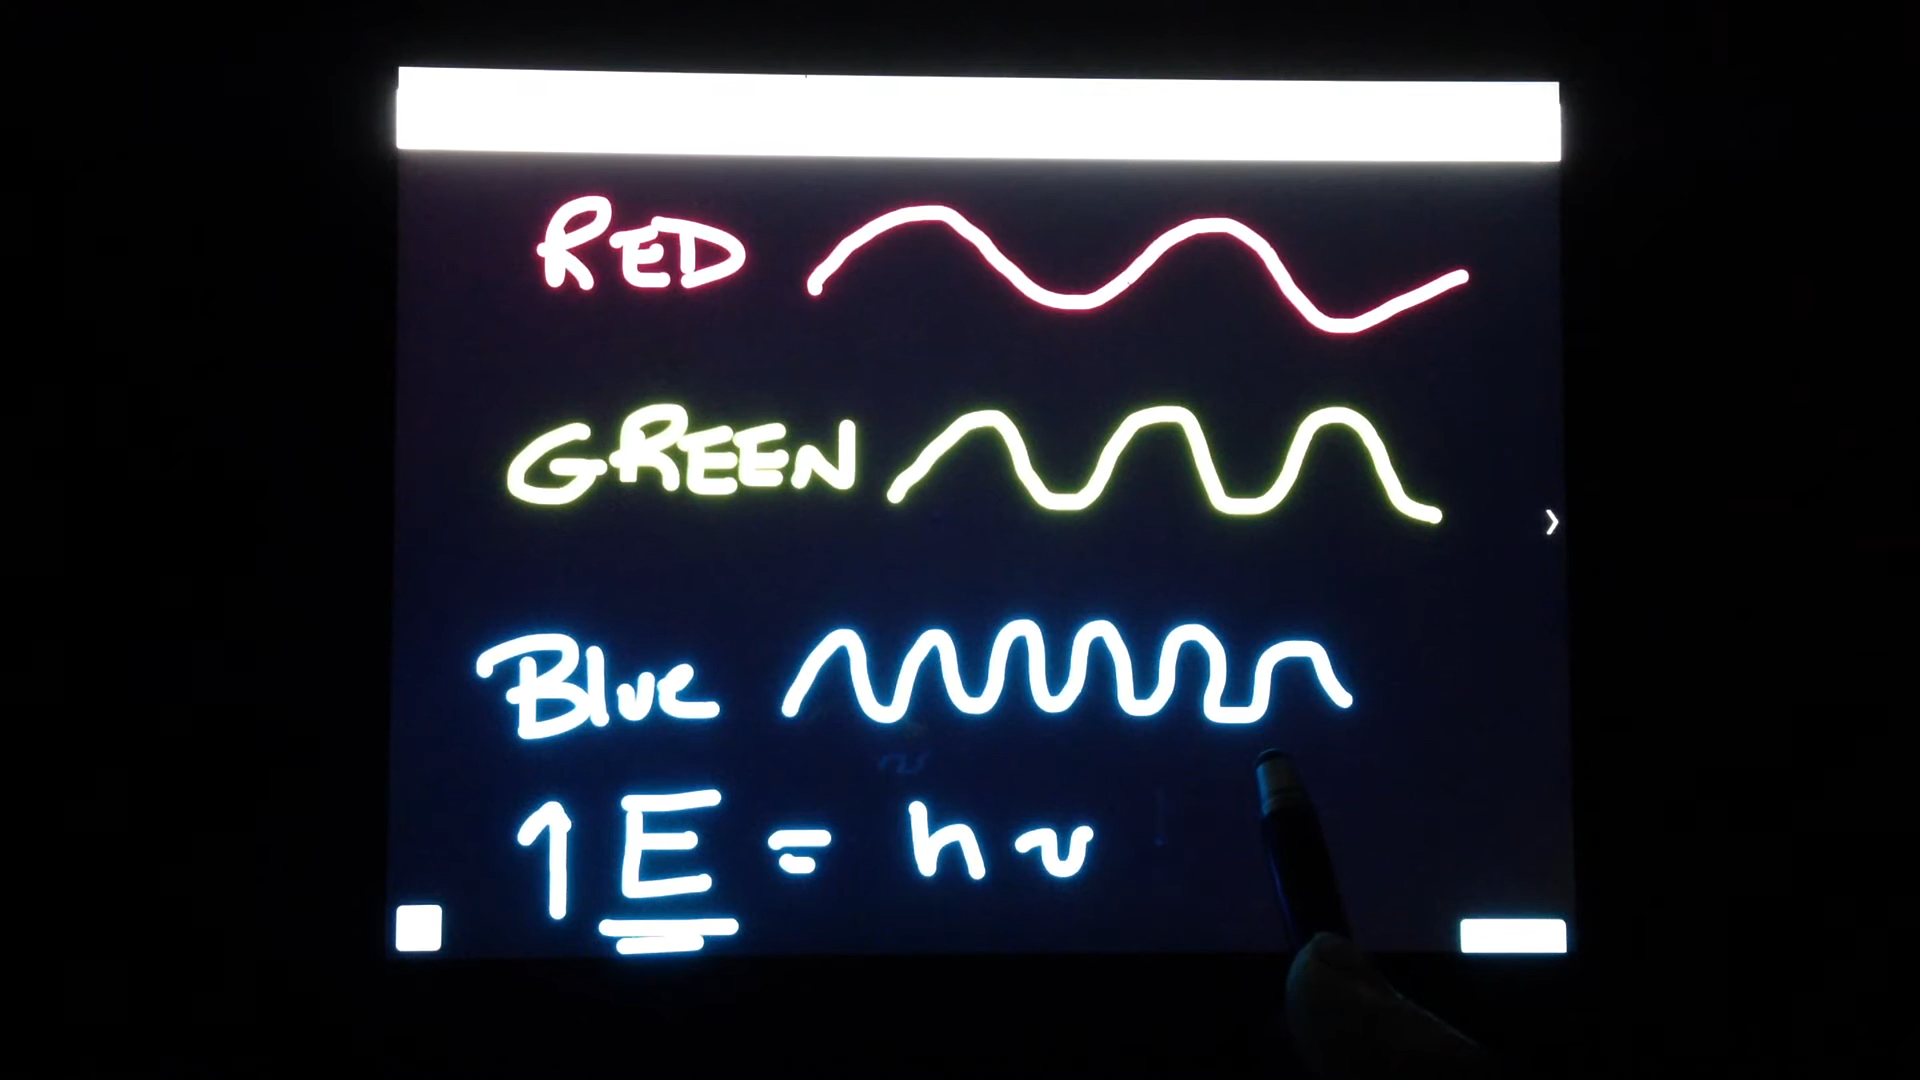 RED
GREEN
Blue
↑ E = hν